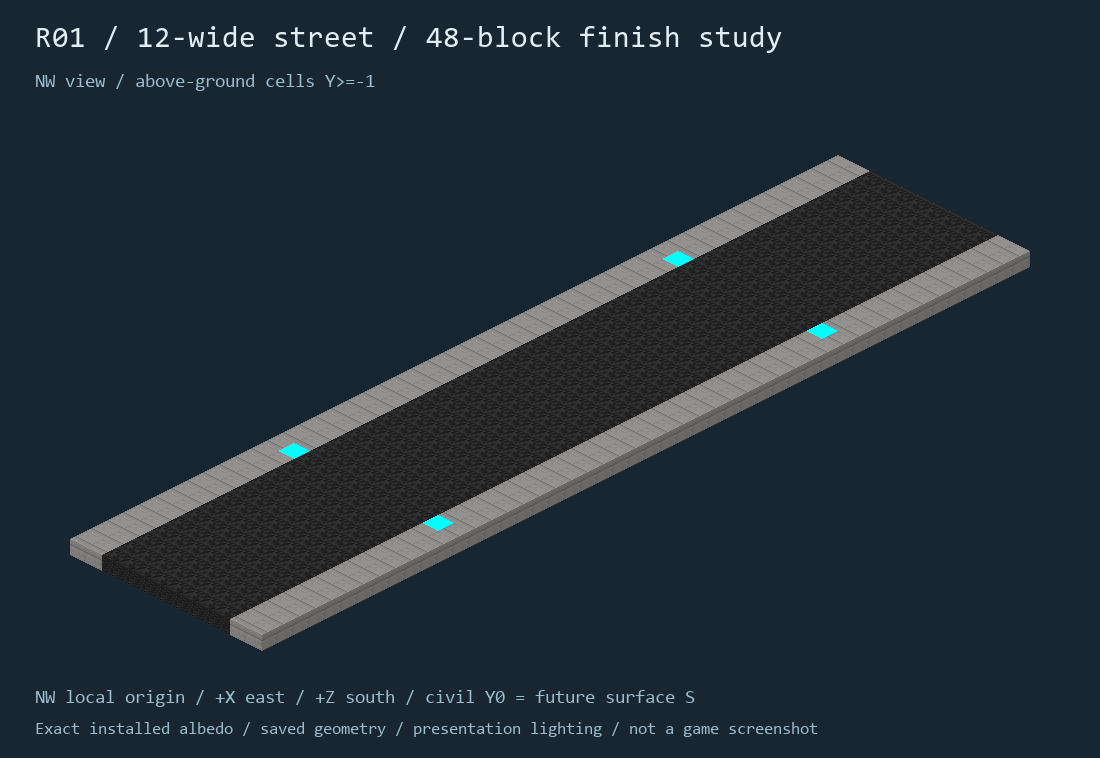 R01 / 12-wide street / 48-block finish study
NW view / above-ground cells Y>=-1
NW local origin / +X east / +Z south / civil Y0 = future surface S
Exact installed albedo / saved geometry / presentation lighting / not a game screenshot